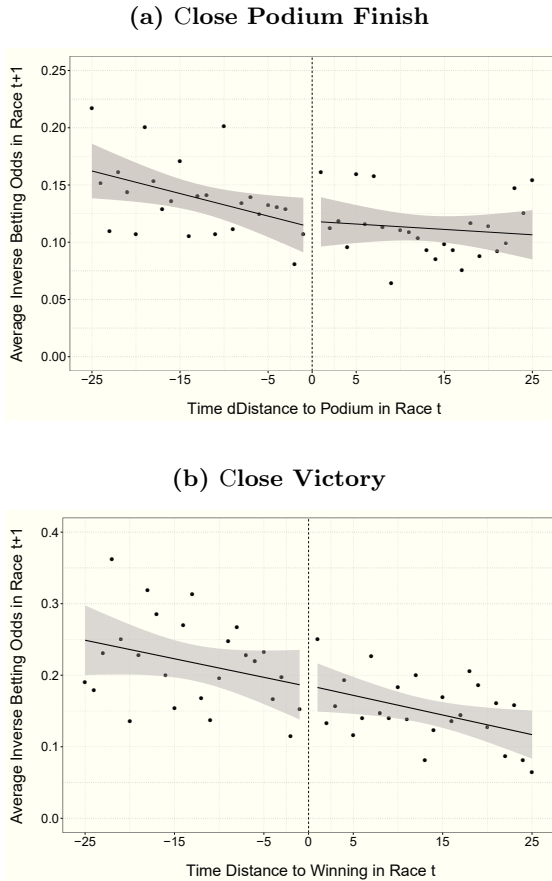 (a) Close Podium Finish
Average Inverse Betting Odds in Race t+1
0.25
0.20
0.15
0.10
0.05
0.00
−25 −15 −5 0 5 15 25
Time dDistance to Podium in Race t
(b) Close Victory
Average Inverse Betting Odds in Race t+1
0.4
0.3
0.2
0.1
0.0
−25 −15 −5 0 5 15 25
Time Distance to Winning in Race t